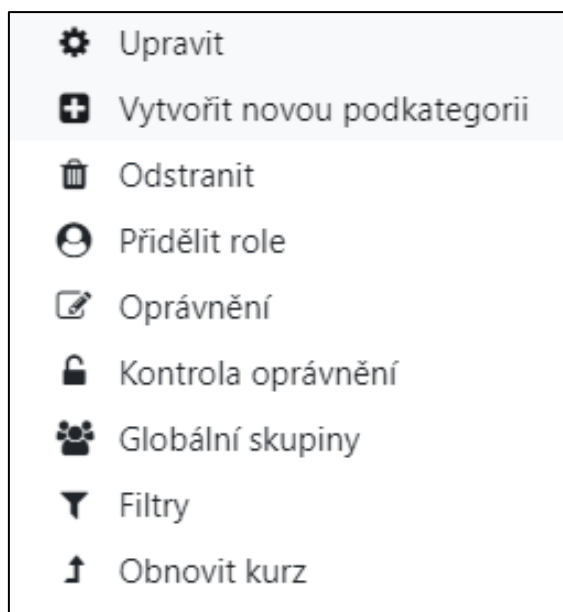 Upravit
Vytvořit novou podkategorii
Odstranit
Přidělit role
Oprávnění
Kontrola oprávnění
Globální skupiny
Filtry
Obnovit kurz